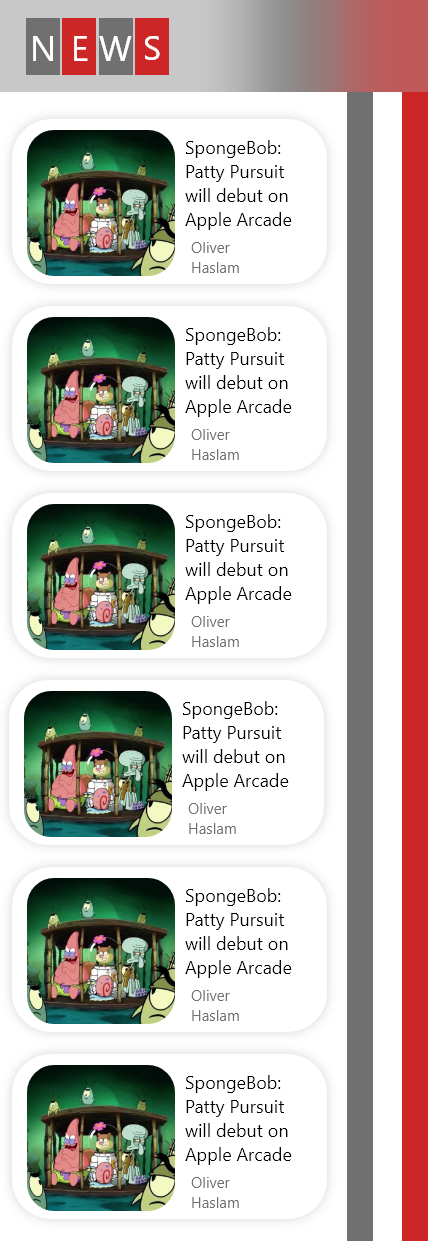 NEWS
SpongeBob:
Patty Pursuit
will debut on
Apple Arcade
Oliver
Haslam
SpongeBob:
Patty Pursuit
will debut on
Apple Arcade
Oliver
Haslam
SpongeBob:
Patty Pursuit
will debut on
Apple Arcade
Oliver
Haslam
SpongeBob:
Patty Pursuit
will debut on
Apple Arcade
Oliver
Haslam
SpongeBob:
Patty Pursuit
will debut on
Apple Arcade
Oliver
Haslam
SpongeBob:
Patty Pursuit
will debut on
Apple Arcade
Oliver
Haslam